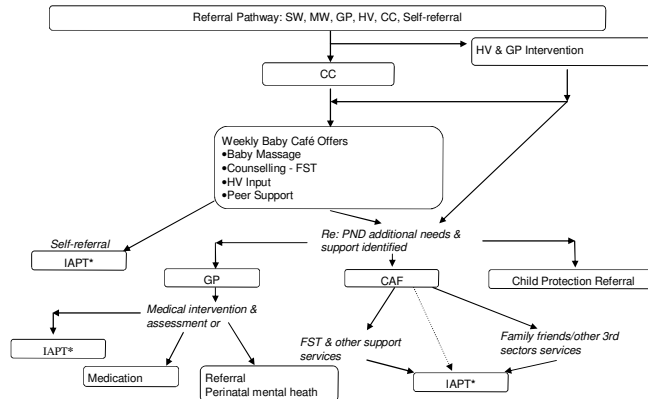 Referral Pathway: SW, MW, GP, HV, CC, Self-referral
HV & GP Intervention
CC
Weekly Baby Café Offers
•Baby Massage
•Counselling - FST
•HV Input
•Peer Support
Re: PND additional needs &
support identified
Self-referral
IAPT*
GP
CAF
Child Protection Referral
Medical intervention &
assessment or
FST & other support
services
Family friends/other 3rd
sectors services
IAPT*
Medication
Referral
Perinatal mental heath
IAPT*